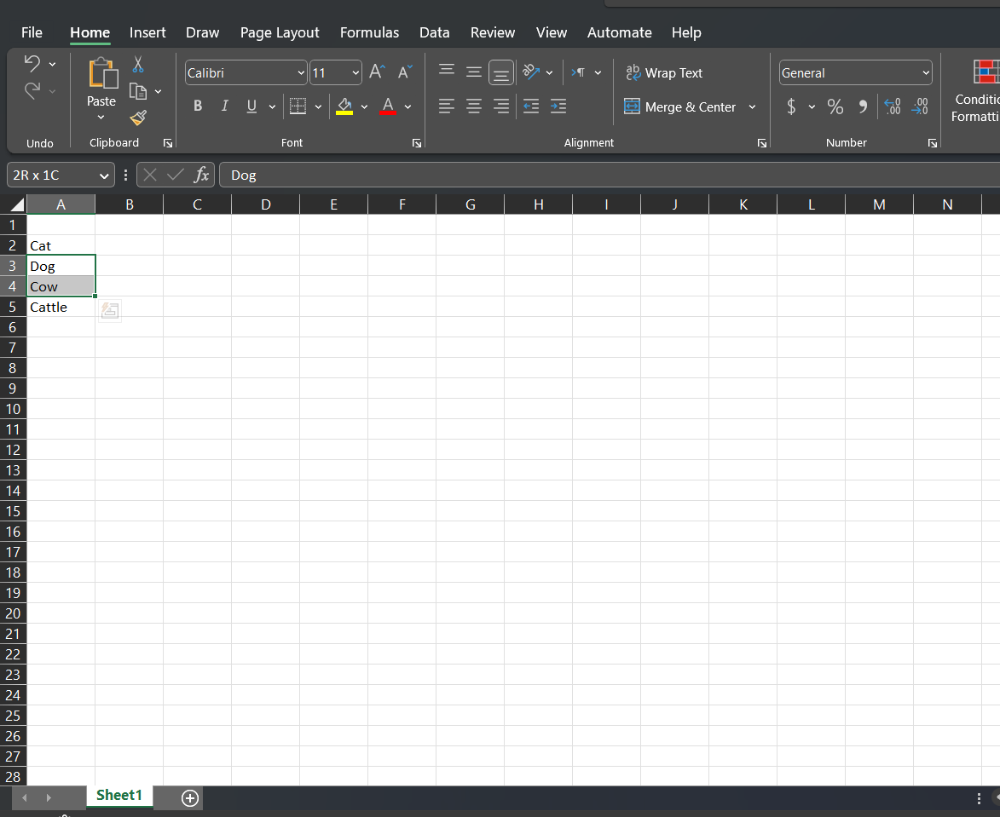 File Home Insert Draw Page Layout Formulas Data Review View Automate Help
Calibri 11 A A ab Wrap Text General
Paste B I U A Merge & Center $ % .00 .00
Undo Clipboard Font Alignment Number
2R x 1C fx Dog
A B C D E F G H I J K L M N
1
2 Cat
3 Dog
4 Cow
5 Cattle
6
7
8
9
10
11
12
13
14
15
16
17
18
19
20
21
22
23
24
25
26
27
28
Sheet1